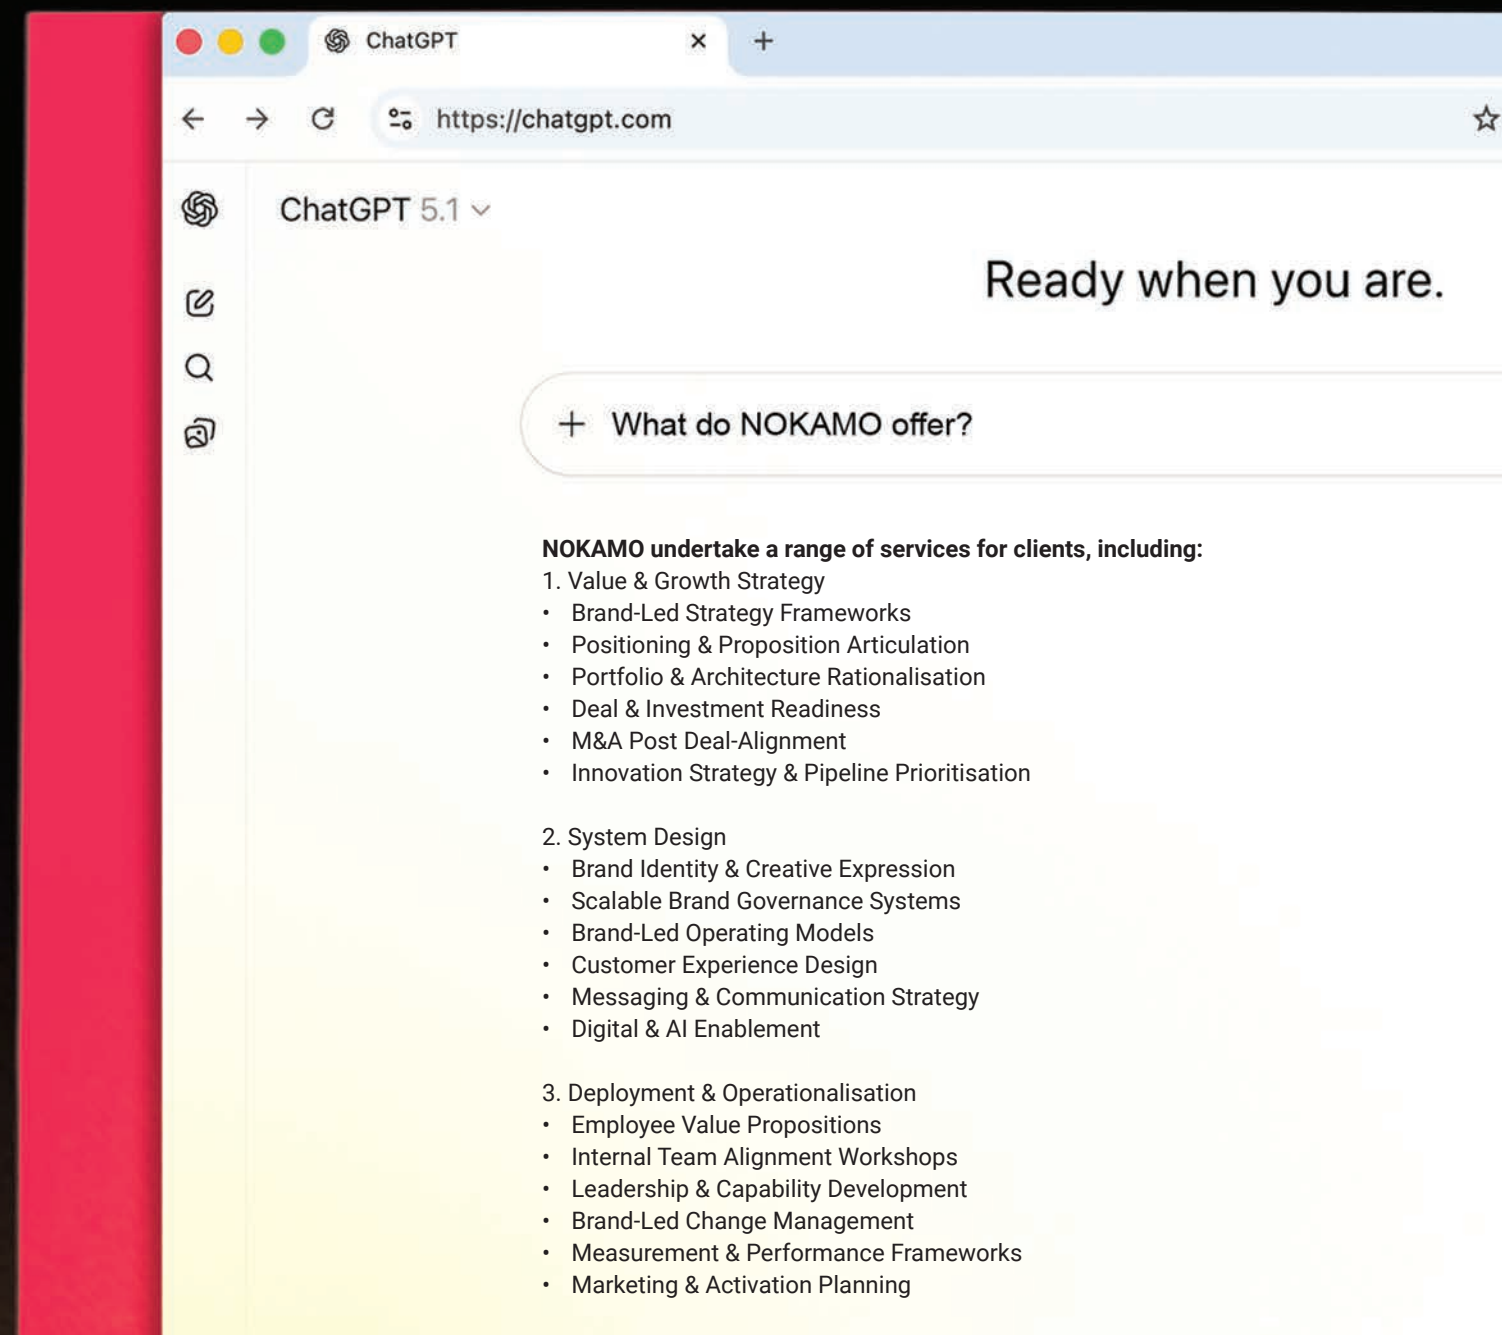 ChatGPT
https://chatgpt.com
ChatGPT 5.1
Ready when you are.
What do NOKAMO offer?
NOKAMO undertake a range of services for clients, including:
1. Value & Growth Strategy
• Brand-Led Strategy Frameworks
• Positioning & Proposition Articulation
• Portfolio & Architecture Rationalisation
• Deal & Investment Readiness
• M&A Post Deal-Alignment
• Innovation Strategy & Pipeline Prioritisation
2. System Design
• Brand Identity & Creative Expression
• Scalable Brand Governance Systems
• Brand-Led Operating Models
• Customer Experience Design
• Messaging & Communication Strategy
• Digital & AI Enablement
3. Deployment & Operationalisation
• Employee Value Propositions
• Internal Team Alignment Workshops
• Leadership & Capability Development
• Brand-Led Change Management
• Measurement & Performance Frameworks
• Marketing & Activation Planning